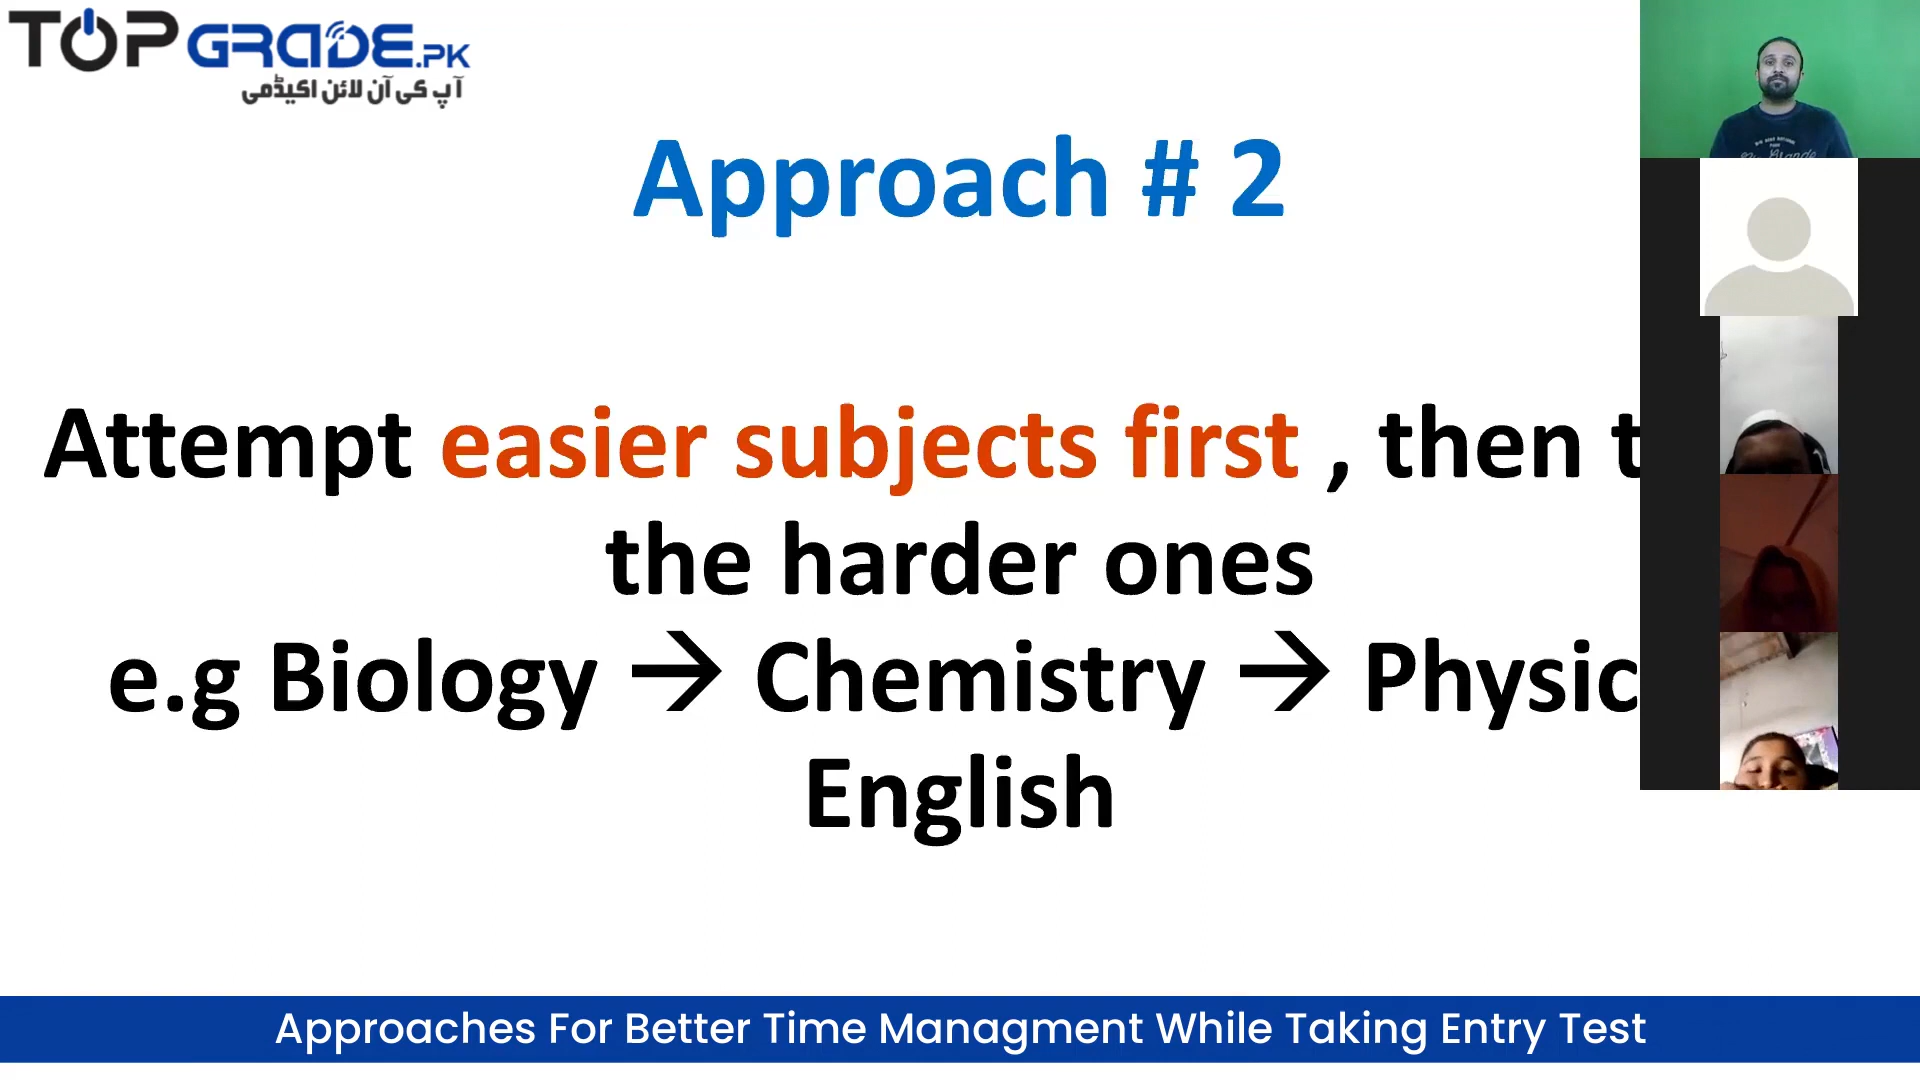 TOPGRADE.PK
آپ کی آن لائن اکیڈمی
Approach # 2
Attempt easier subjects first , then t
the harder ones
e.g Biology → Chemistry → Physic
English
Approaches For Better Time Managment While Taking Entry Test